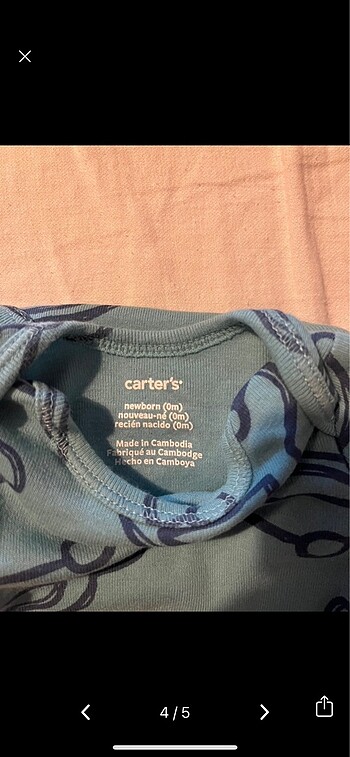 carter's
newborn (0m)
nouveau-né (0m)
recién nacido (0m)
Made in Cambodia
Fabriqué au Cambodge
Hecho en Camboya
4/5